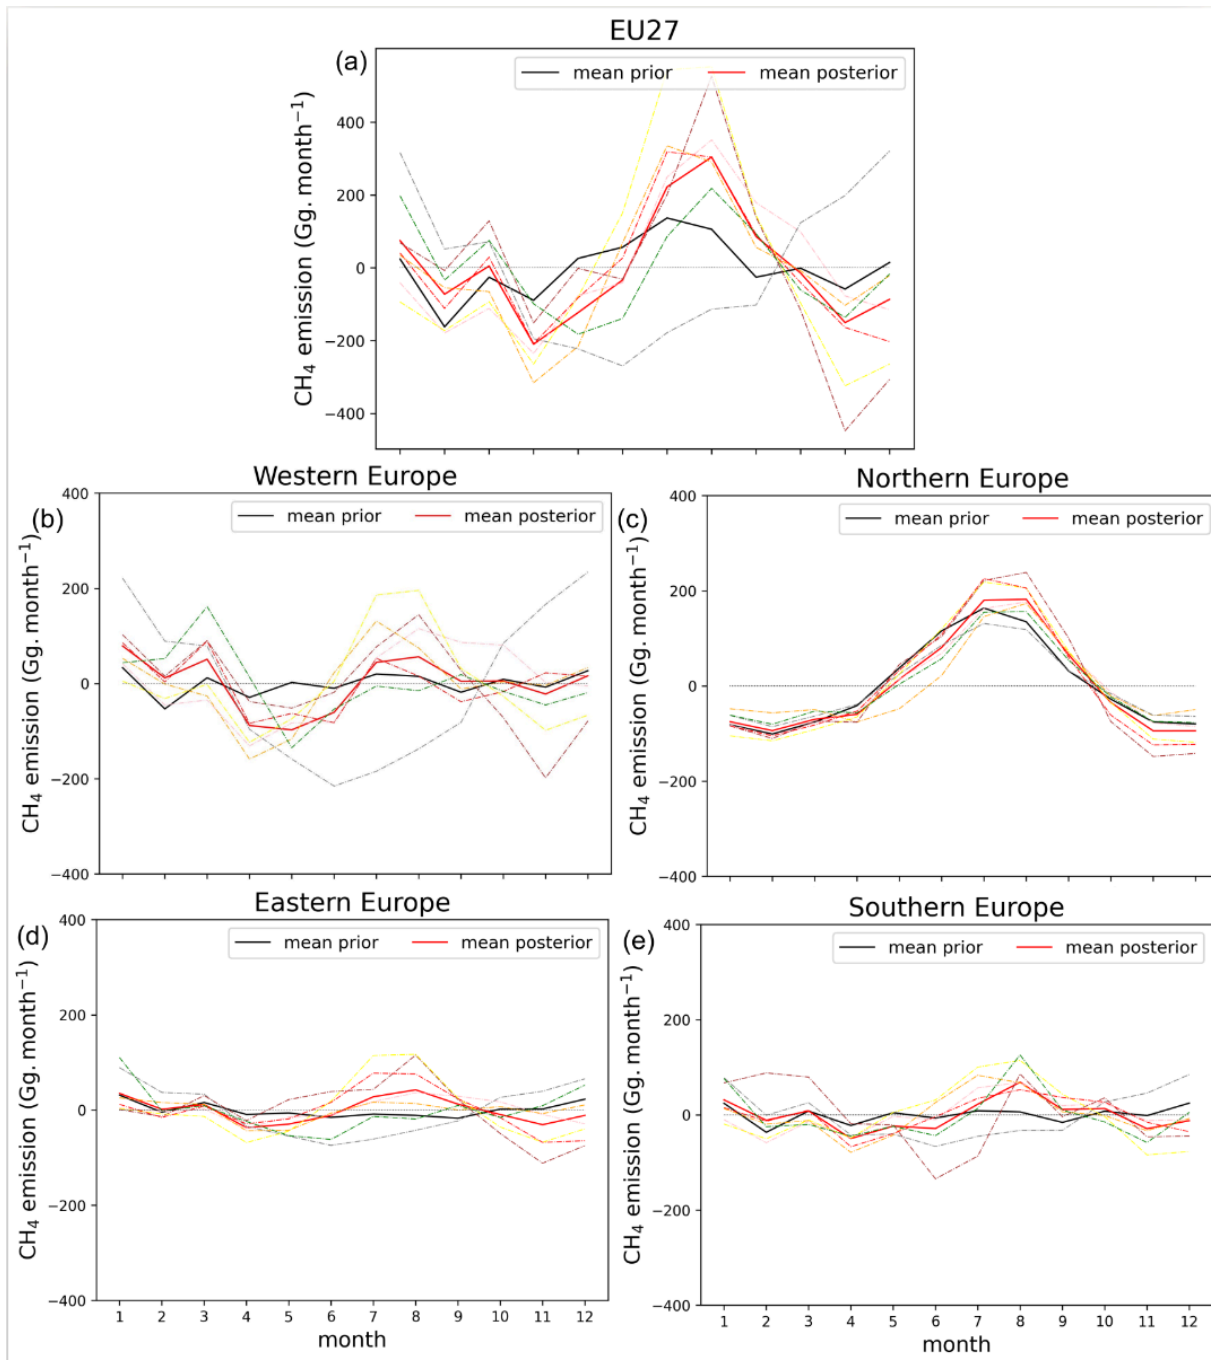 EU27
(a)
mean prior
mean posterior
CH₄ emission (Gg. month⁻¹)
400
200
0
−200
−400
Western Europe
(b)
mean prior
mean posterior
CH₄ emission (Gg. month⁻¹)
400
200
0
−200
−400
Northern Europe
(c)
mean prior
mean posterior
CH₄ emission (Gg. month⁻¹)
400
200
0
−200
−400
Eastern Europe
(d)
mean prior
mean posterior
CH₄ emission (Gg. month⁻¹)
400
200
0
−200
−400
1 2 3 4 5 6 7 8 9 10 11 12
month
Southern Europe
(e)
mean prior
mean posterior
CH₄ emission (Gg. month⁻¹)
400
200
0
−200
−400
1 2 3 4 5 6 7 8 9 10 11 12
month